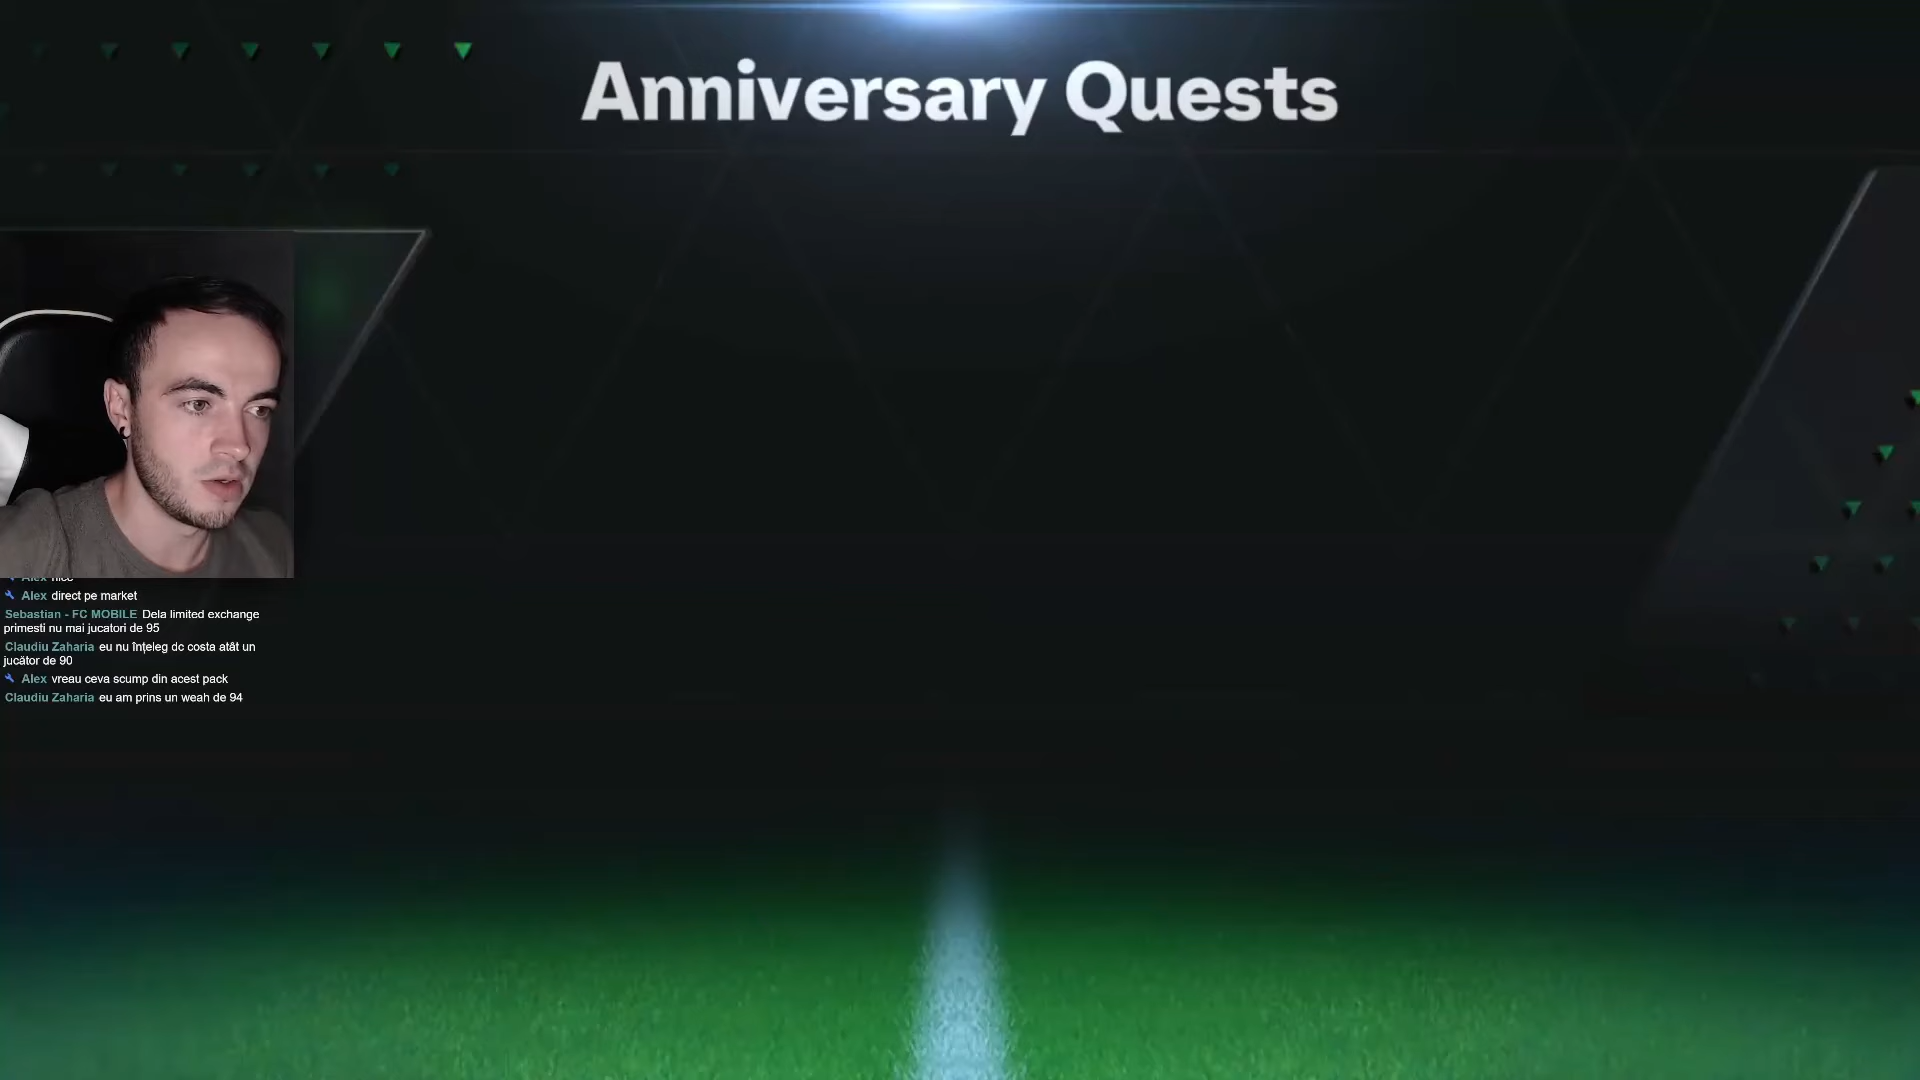 Anniversary Quests
Alex nice
Alex direct pe market
Sebastian - FC MOBILE Dela limited exchange
primesti nu mai jucatori de 95
Claudiu Zaharia eu nu înțeleg dc costa atât un
jucător de 90
Alex vreau ceva scump din acest pack
Claudiu Zaharia eu am prins un weah de 94